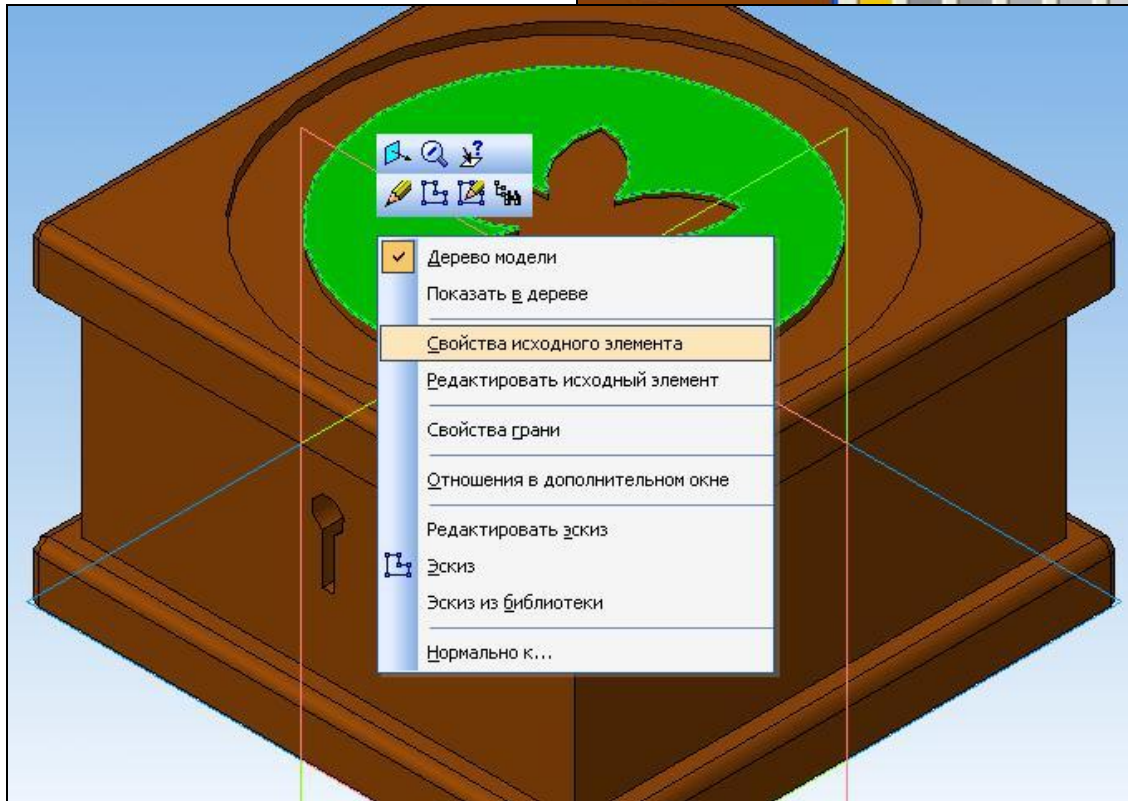 Дерево модели
Показать в дереве
Свойства исходного элемента
Редактировать исходный элемент
Свойства грани
Отношения в дополнительном окне
Редактировать эскиз
Эскиз
Эскиз из библиотеки
Нормально к...